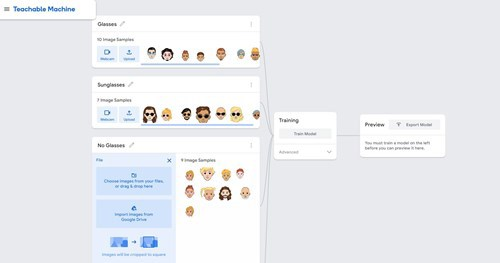 Teachable Machine
Glasses
10 Image Samples
Webcam
Upload
Sunglasses
7 Image Samples
Webcam
Upload
No Glasses
File
Choose images from your files,
or drag & drop here
Import images from
Google Drive
Images will be cropped to square
9 Image Samples
Training
Train Model
Advanced
Preview
Export Model
You must train a model on the left
before you can preview it here.